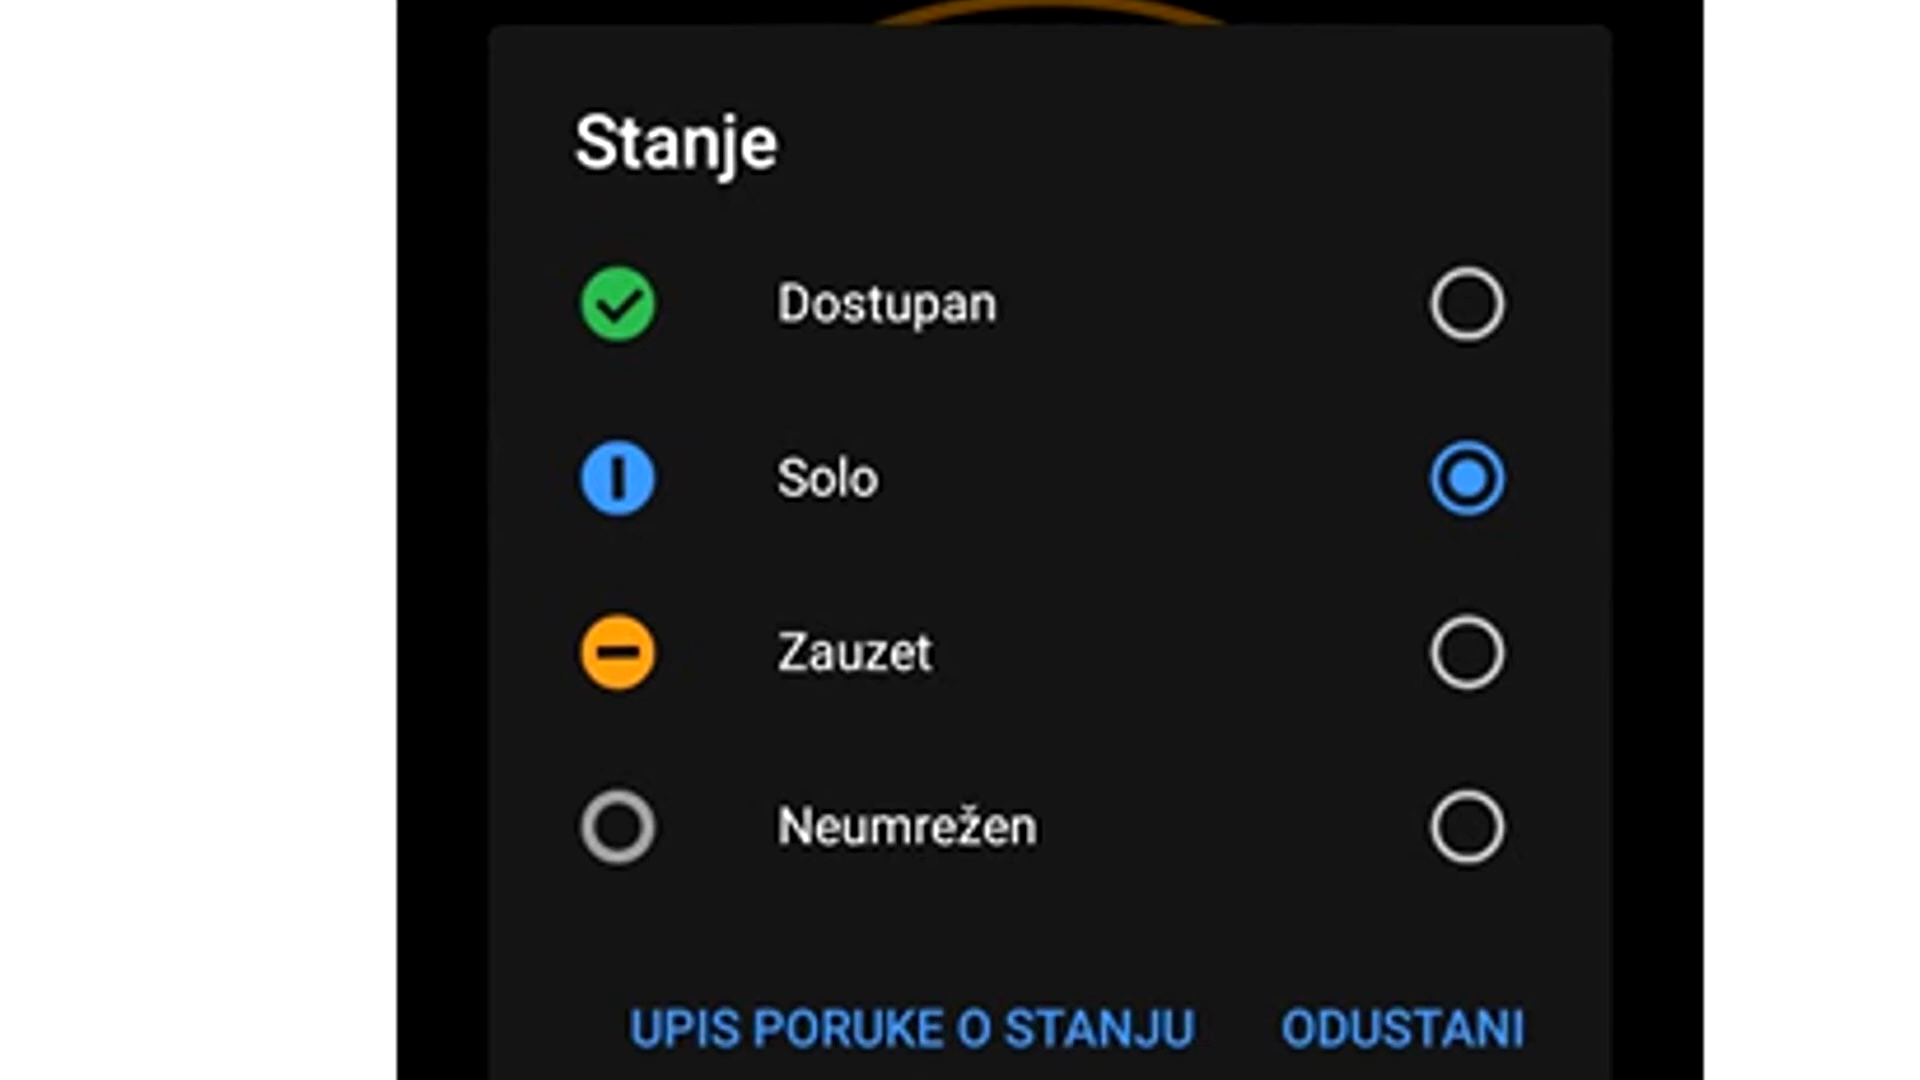 Stanje
Dostupan
Solo
Zauzet
Neumrežen
UPIS PORUKE O STANJU ODUSTANI